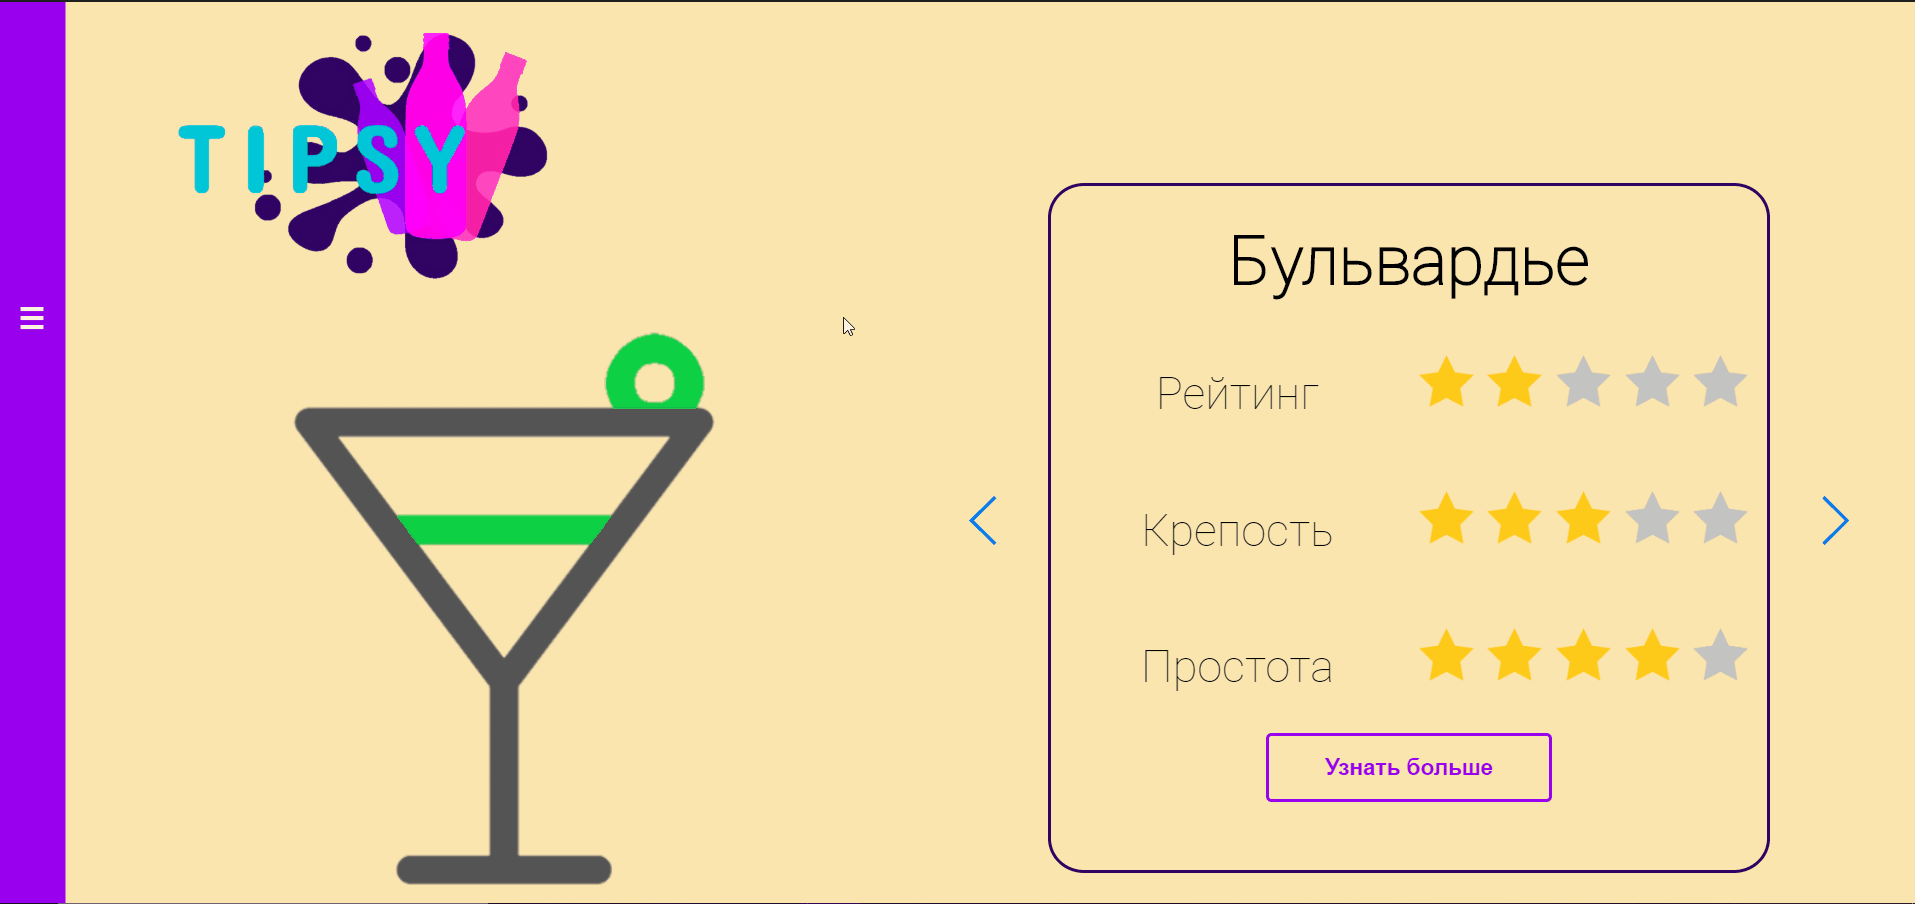 TIPSY
Бульвардье
Рейтинг
Крепость
Простота
Узнать больше